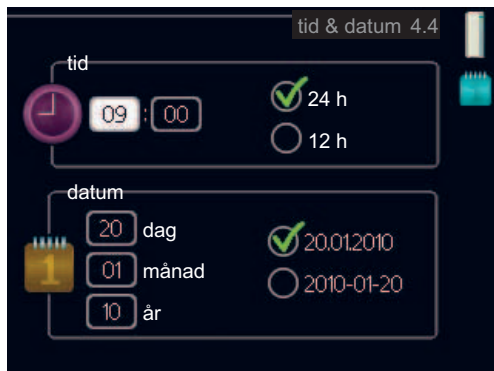 tid & datum 4.4
tid
09 : 00
24 h
12 h
datum
20 dag
01 månad
10 år
20.01.2010
2010-01-20
1